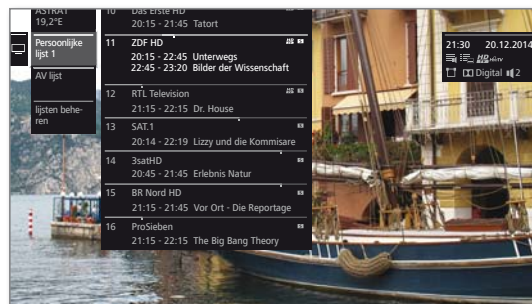 ASTRA1
19,2°E
Persoonlijke
lijst 1
AV lijst
lijsten behe-
ren
10 Das Erste HD
20:15 - 21:45 Tatort
11 ZDF HD
20:15 - 22:45 Unterwegs
22:45 - 23:20 Bilder der Wissenschaft
12 RTL Television
21:15 - 22:15 Dr. House
13 SAT.1
20:14 - 22:19 Lizzy und die Kommisare
14 3satHD
20:45 - 21:45 Erlebnis Natur
15 BR Nord HD
21:15 - 21:45 Vor Ort - Die Reportage
16 ProSieben
21:15 - 22:15 The Big Bang Theory
21:30 20.12.2014
Digital 2